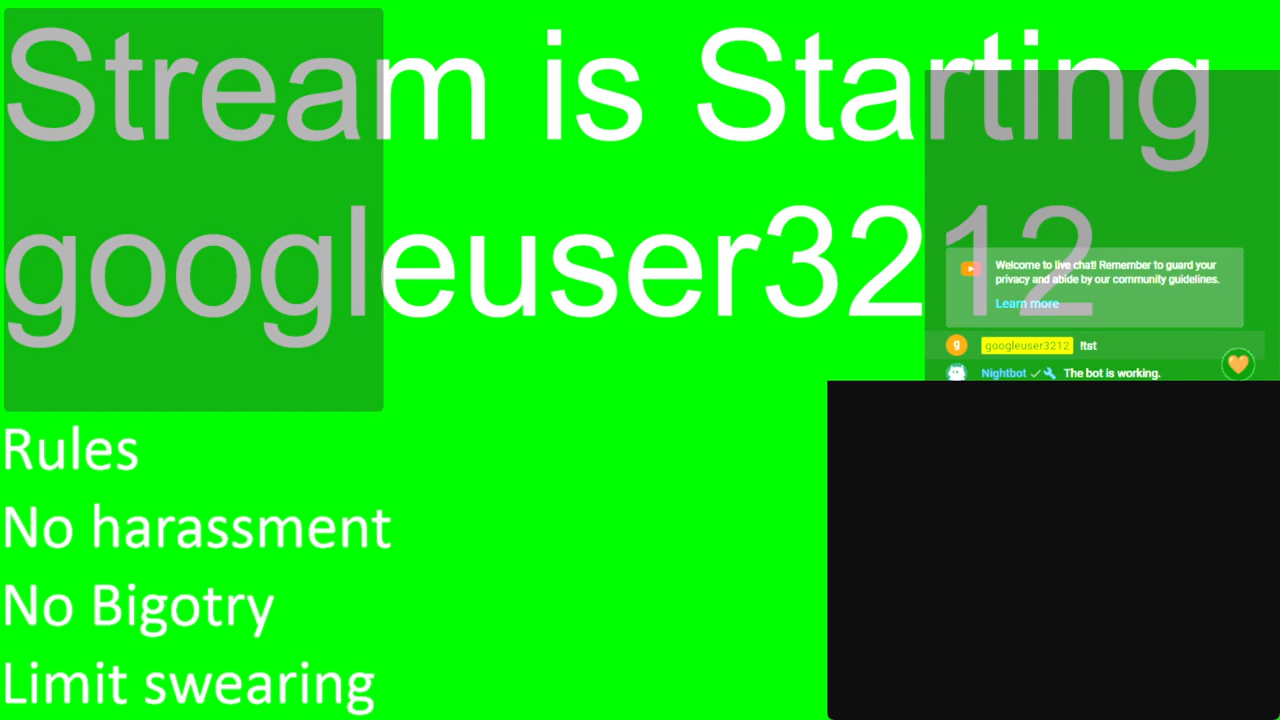 Stream is Starting
googleuser3212
Welcome to live chat! Remember to guard your
privacy and abide by our community guidelines.
Learn more
g googleuser3212 !tst
Nightbot The bot is working.
Rules
No harassment
No Bigotry
Limit swearing